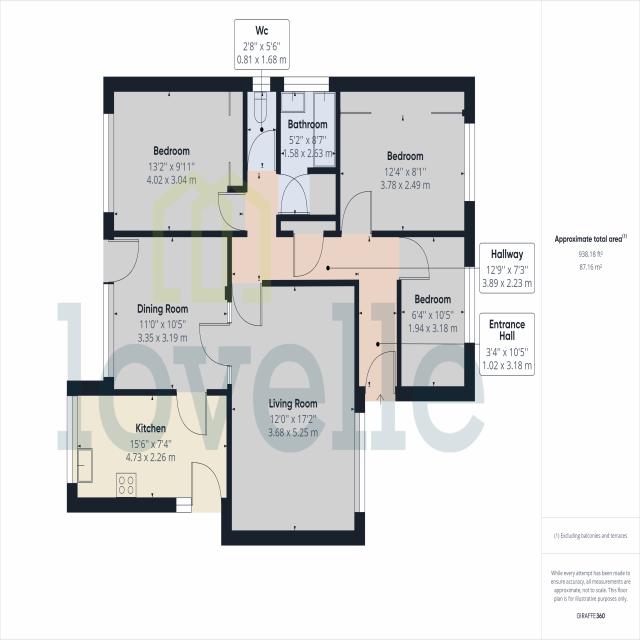 Wc
2'8" x 5'6"
0.81 x 1.68 m
Bathroom
5'2" x 8'7"
1.58 x 2.63 m
Bedroom
13'2" x 9'11"
4.02 x 3.04 m
Bedroom
12'4" x 8'1"
3.78 x 2.49 m
Approximate total area(1)
938.18 ft²
87.16 m²
Hallway
12'9" x 7'3"
3.89 x 2.23 m
Dining Room
11'0" x 10'5"
3.35 x 3.19 m
Bedroom
6'4" x 10'5"
1.94 x 3.18 m
Entrance
Hall
3'4" x 10'5"
1.02 x 3.18 m
lovelle
Living Room
12'0" x 17'2"
3.68 x 5.25 m
Kitchen
15'6" x 7'4"
4.73 x 2.26 m
(1) Excluding balconies and terraces
While every attempt has been made to
ensure accuracy, all measurements are
approximate, not to scale. This floor
plan is for illustrative purposes only.
GIRAFFE360